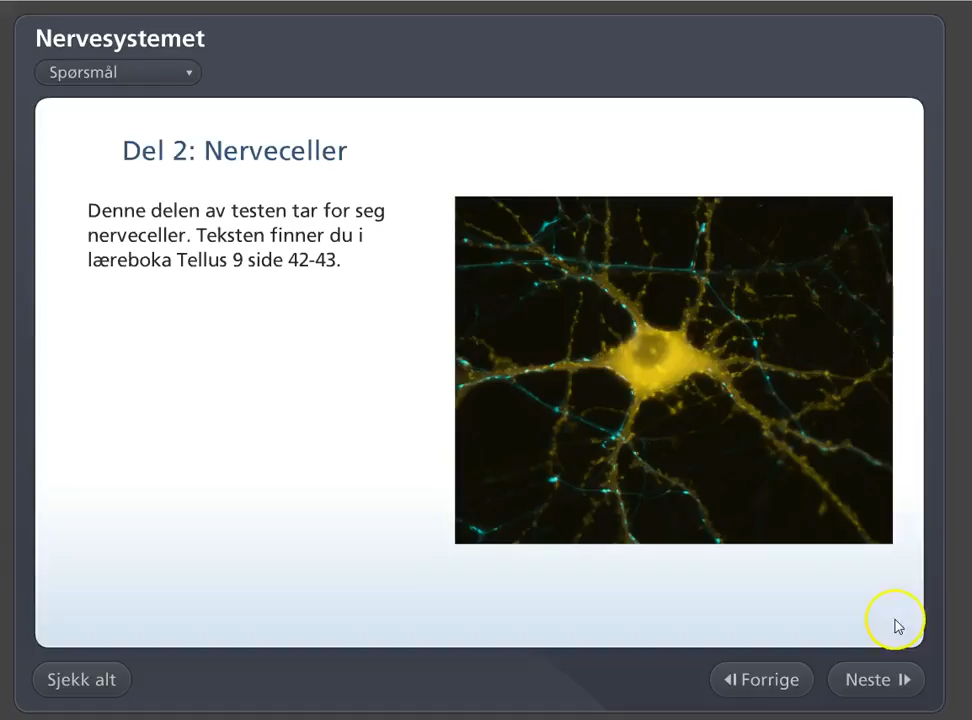 Nervesystemet
Spørsmål
Del 2: Nerveceller
Denne delen av testen tar for seg
nerveceller. Teksten finner du i
læreboka Tellus 9 side 42-43.
Sjekk alt
Forrige
Neste